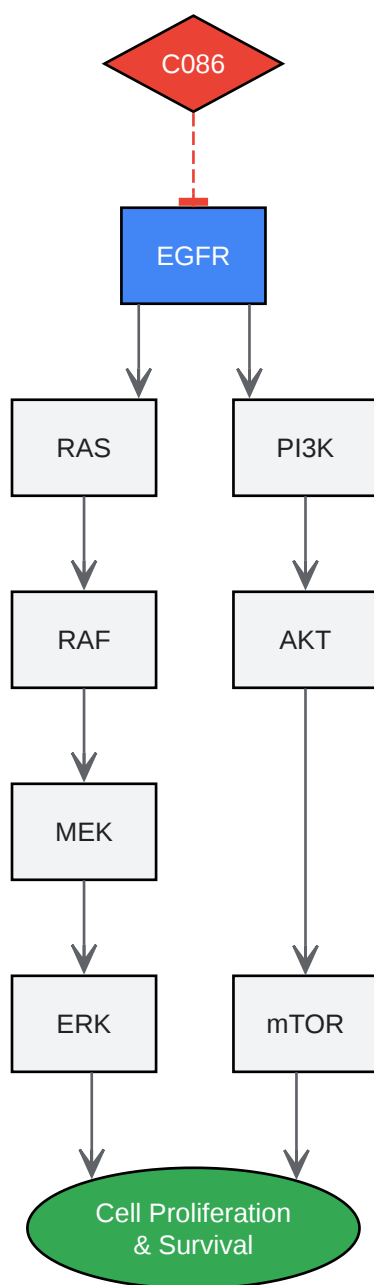 C086
EGFR
RAS
PI3K
RAF
AKT
MEK
ERK
mTOR
Cell Proliferation
& Survival